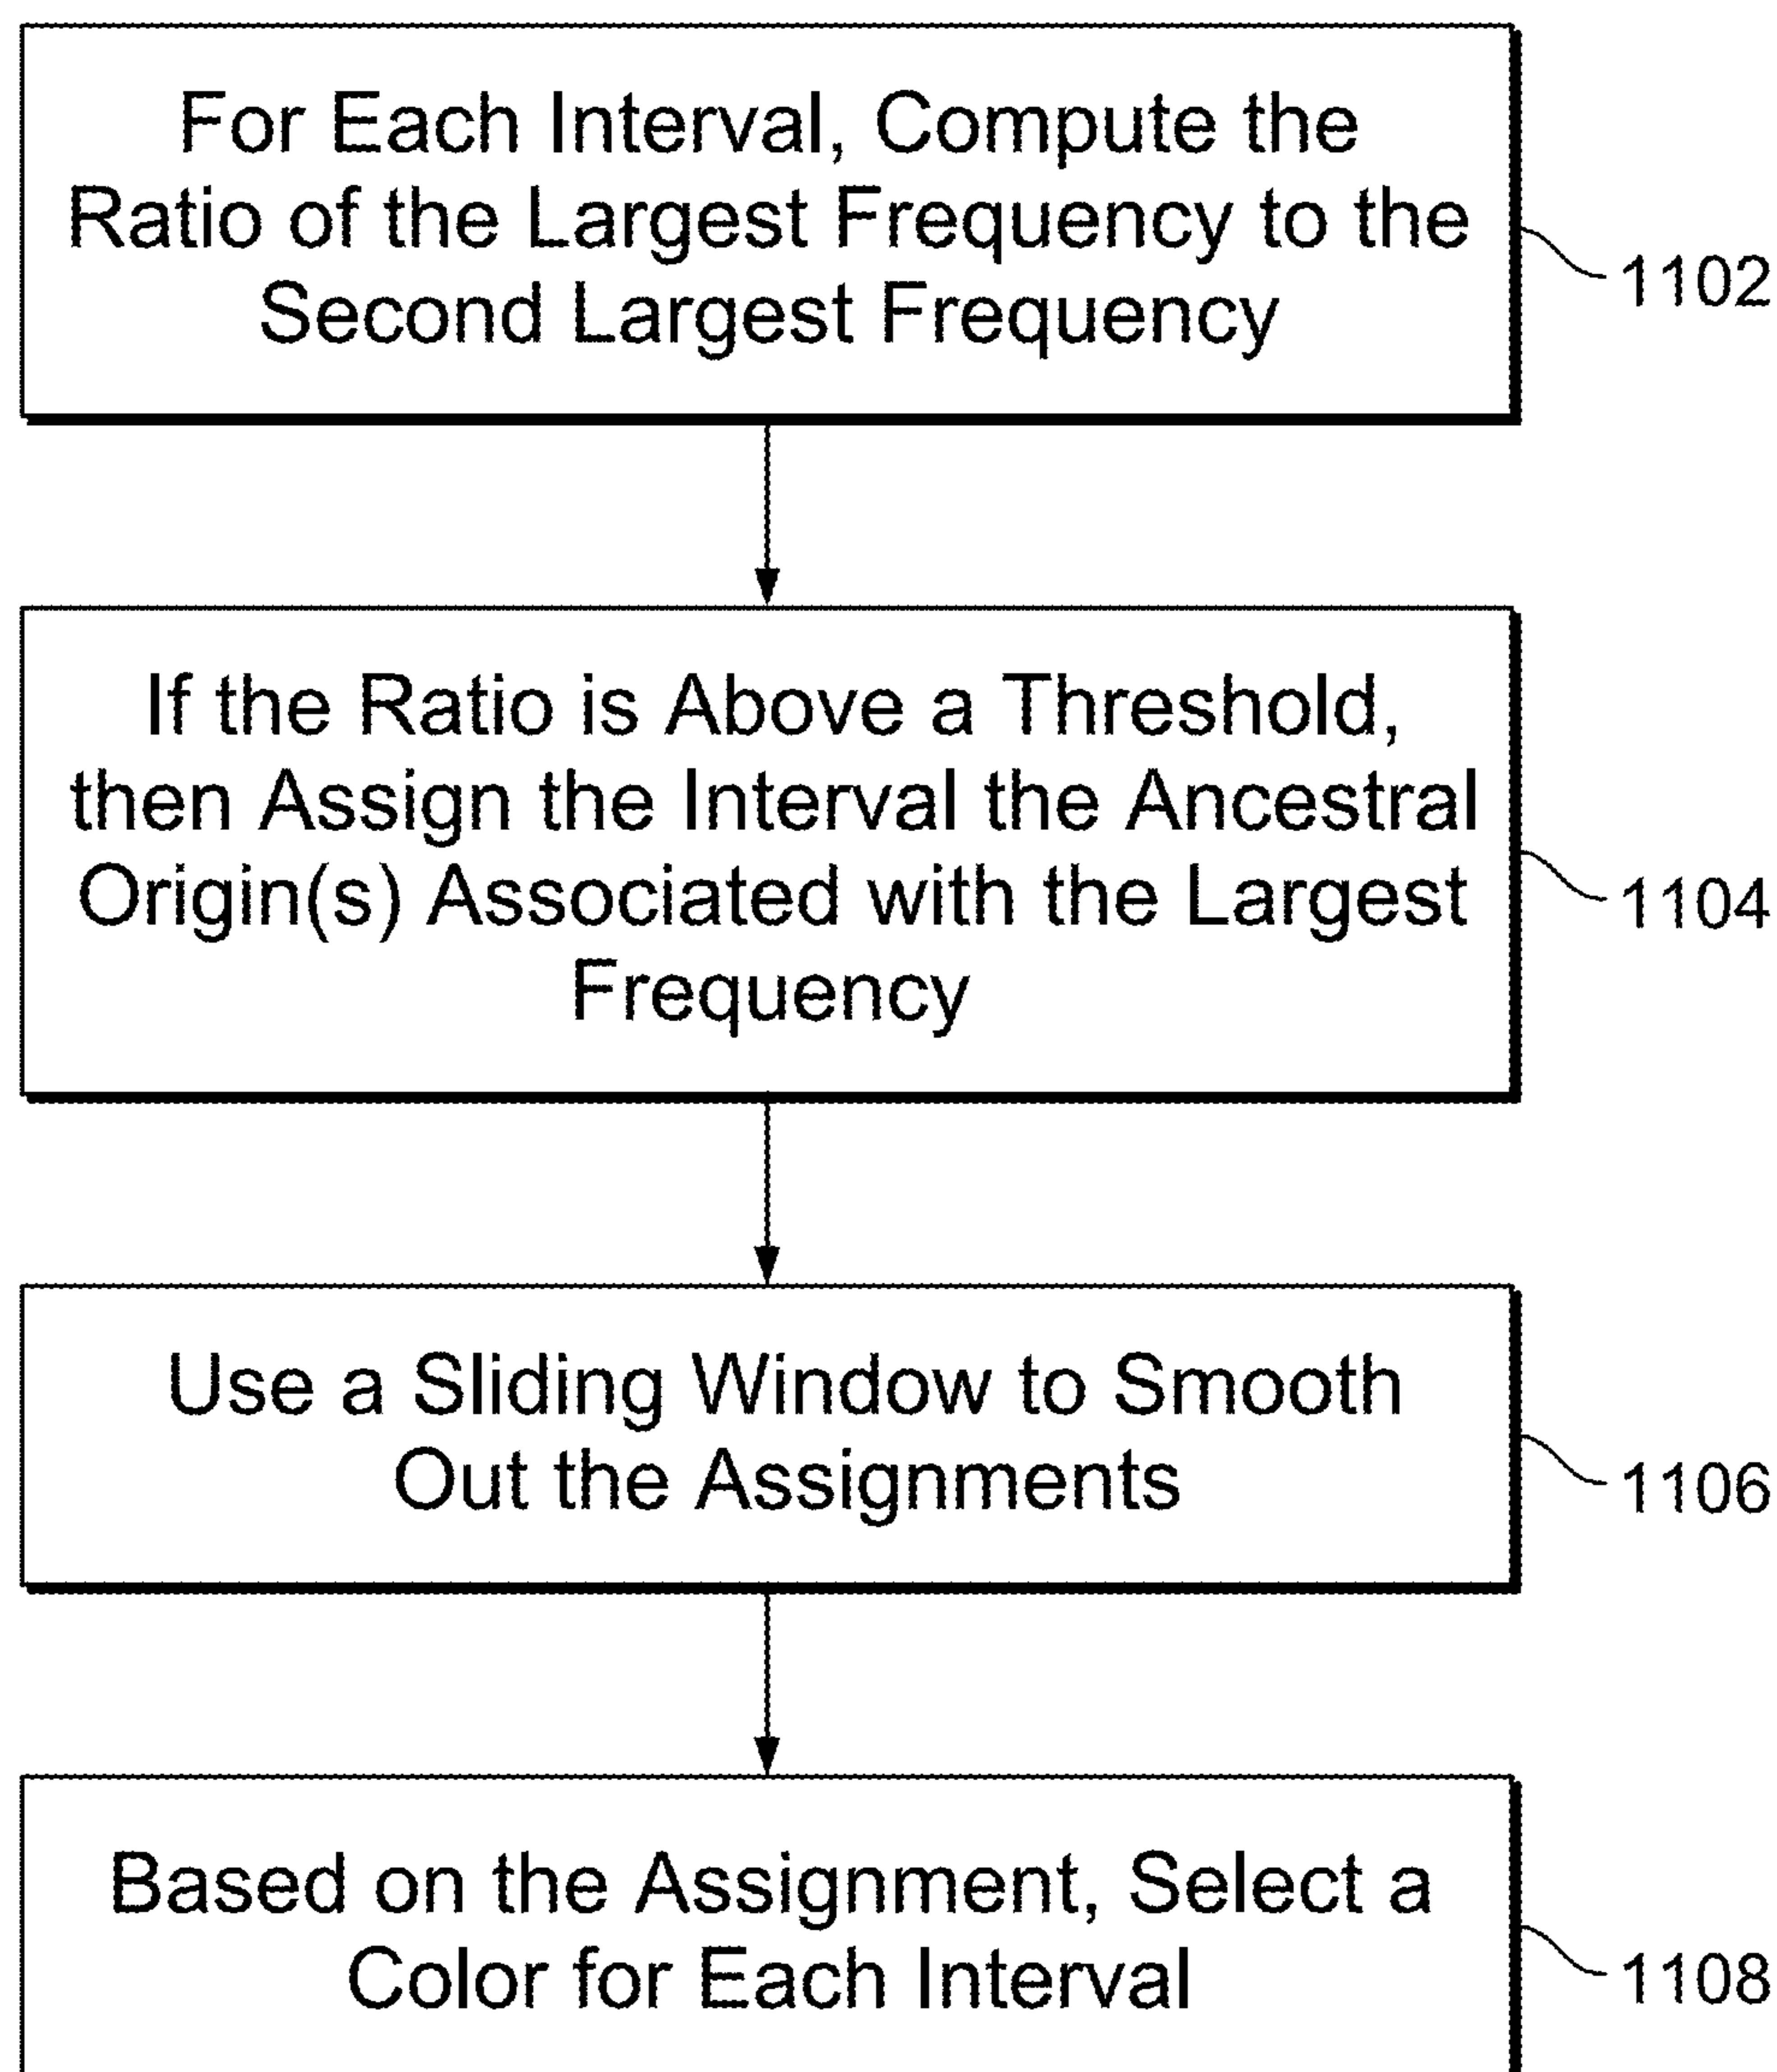 For Each Interval, Compute the
Ratio of the Largest Frequency to the
Second Largest Frequency
1102
If the Ratio is Above a Threshold,
then Assign the Interval the Ancestral
Origin(s) Associated with the Largest
Frequency
1104
Use a Sliding Window to Smooth
Out the Assignments
1106
Based on the Assignment, Select a
Color for Each Interval
1108